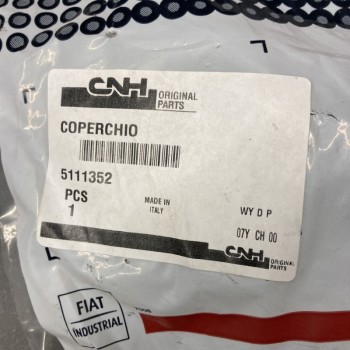 CNH
ORIGINAL
PARTS
COPERCHIO
5111352
PCS
1
MADE IN
ITALY
WY D P
07Y CH 00
CNH
ORIGINAL
PARTS
FIAT
INDUSTRIAL